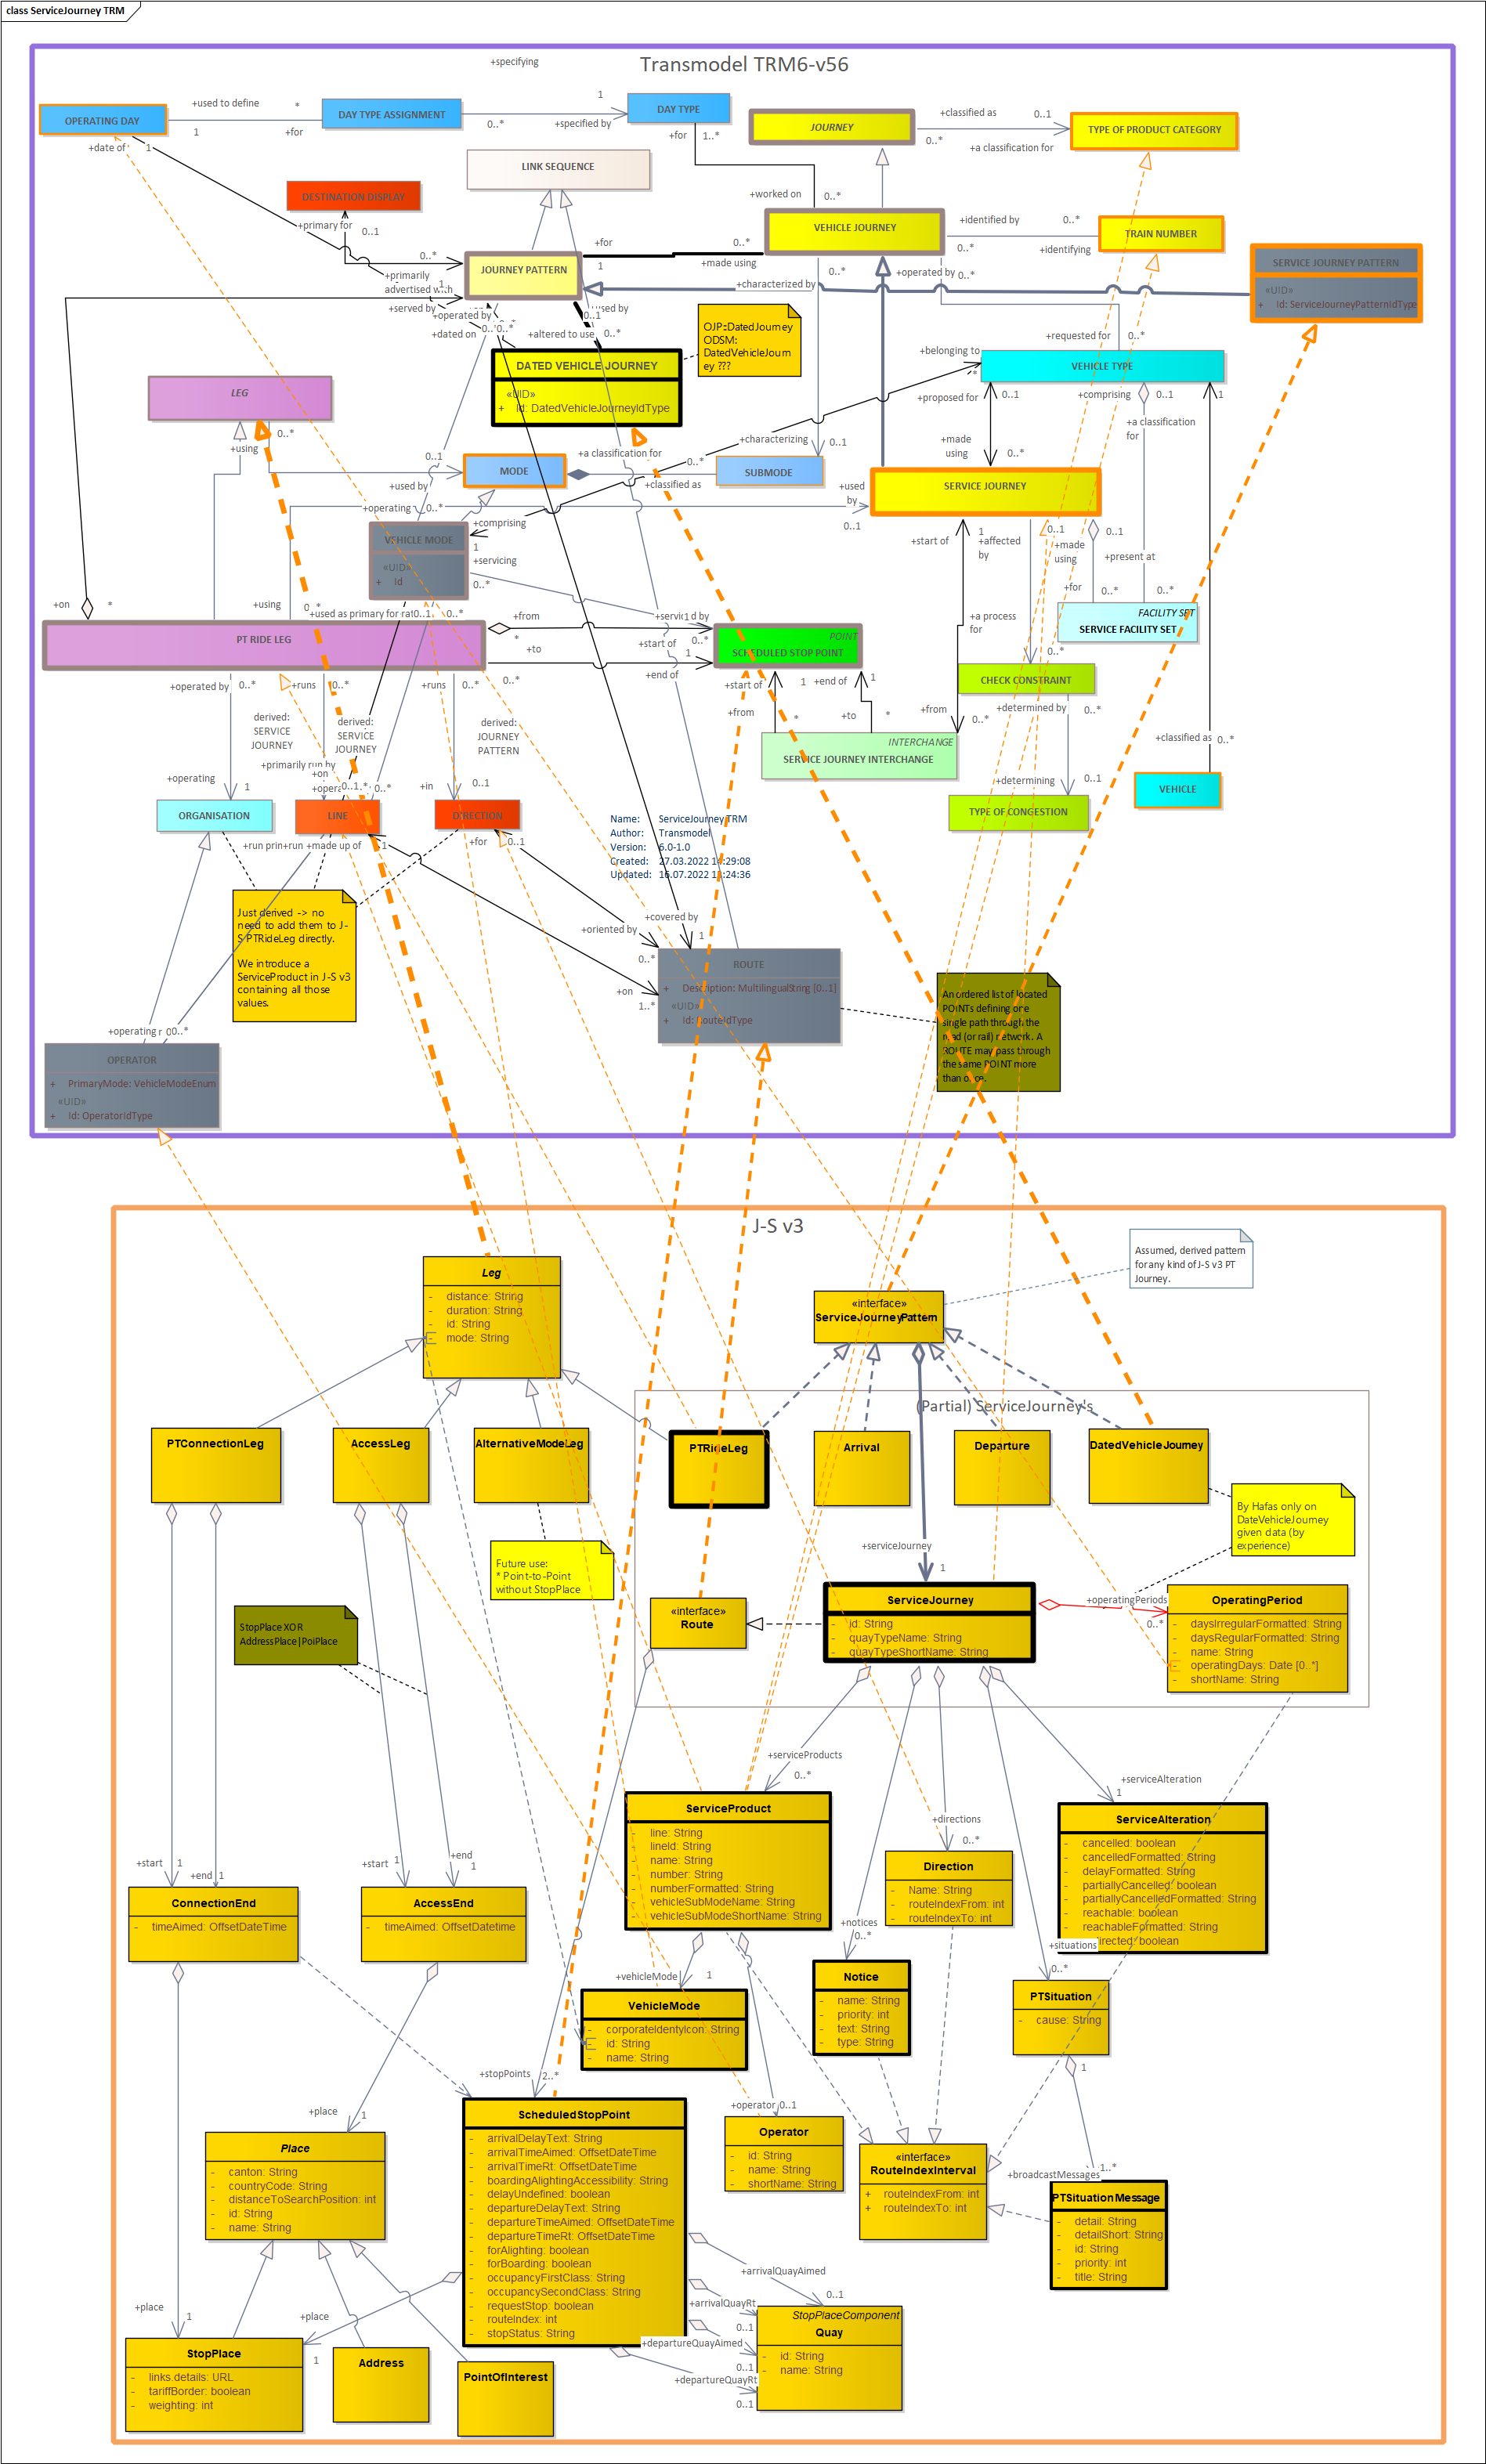 class ServiceJourney TRM
Transmodel TRM6-v56
+specifying
OPERATING DAY
+used to define
*
1
+for
DAY TYPE ASSIGNMENT
0..*
1
+specified by
DAY TYPE
+for
1..*
JOURNEY
+classified as
0..1
0..*
+a classification for
TYPE OF PRODUCT CATEGORY
+date of
1
LINK SEQUENCE
DESTINATION DISPLAY
+primary for
0..1
+worked on
0..*
VEHICLE JOURNEY
+identified by
0..*
0..*
+identifying
TRAIN NUMBER
SERVICE JOURNEY PATTERN
«UID»
+ Id: ServiceJourneyPatternIdType
JOURNEY PATTERN
+for
1
0..*
+made using
+primarily
advertised with
+served by
+operated by
+dated on
+altered to use
0..1
0..*
+characterized by
0..*
+operated by
0..*
OJP:DatedJourney
ODSM:
DatedVehicleJourn
ey ???
DATED VEHICLE JOURNEY
«UID»
+ Id: DatedVehicleJourneyIdType
+requested for
0..*
+belonging to
VEHICLE TYPE
+proposed for
0..1
+comprising
0..1
1
+a classification
for
LEG
0..*
+using
+a classification for
+characterizing
0..1
+made
using
0..*
0..1
MODE
0..*
SUBMODE
+classified as
+used by
SERVICE JOURNEY
+used
by
0..1
+operating
0..*
+comprising
1
VEHICLE MODE
«UID»
+ Id
+servicing
0..*
+start of
1
+affected
by
0..1
+made
using
0..1
+present at
+for
0..*
0..*
FACILITY SET
SERVICE FACILITY SET
+on
*
+using
0..*
0..1
0..*
+from
*
+to
PT RIDE LEG
+start of
0..*
1
+end of
POINT
SCHEDULED STOP POINT
+a process
for
0..*
CHECK CONSTRAINT
+operated by
0..*
+runs
0..*
+runs
0..*
0..*
+start of
1
+end of
1
+from
*
+to
*
+from
0..*
+determined by
0..*
derived:
SERVICE
JOURNEY
derived:
SERVICE
JOURNEY
derived:
JOURNEY
PATTERN
INTERCHANGE
SERVICE JOURNEY INTERCHANGE
+classified as
0..*
+primarily run by
+on
+operating
1
+in
0..1
+determining
0..1
VEHICLE
ORGANISATION
LINE
DIRECTION
TYPE OF CONGESTION
Name: ServiceJourney TRM
Author: Transmodel
Version: 6.0-1.0
Created: 27.03.2022 14:29:08
Updated: 16.07.2022 13:24:36
+made up of
1
+for
0..1
Just derived -> no
need to add them to J-
S PTRideLeg directly.
We introduce a
ServiceProduct in J-S v3
containing all those
values.
+covered by
1
+oriented by
0..*
+on
1..*
ROUTE
+ Description: MultilingualString [0..1]
«UID»
+ Id: RouteIdType
An ordered list of located
POINTs defining one
single path through the
road (or rail) network. A
ROUTE may pass through
the same POINT more
than once.
OPERATOR
+ PrimaryMode: VehicleModeEnum
«UID»
+ Id: OperatorIdType
J-S v3
Assumed, derived pattern
for any kind of J-S v3 PT
Journey.
Leg
- distance: String
- duration: String
- id: String
- mode: String
«interface»
ServiceJourneyPattern
(Partial) ServiceJourney's
PTConnectionLeg
AccessLeg
AlternativeModeLeg
PTRideLeg
Arrival
Departure
DatedVehicleJourney
By Hafas only on
DateVehicleJourney
given data (by
experience)
Future use:
* Point-to-Point
without StopPlace
+serviceJourney
1
StopPlace XOR
AddressPlace|PoiPlace
«interface»
Route
ServiceJourney
- id: String
- quayTypeName: String
- quayTypeShortName: String
+operatingPeriods
0..*
OperatingPeriod
- daysIrregularFormatted: String
- daysRegularFormatted: String
- name: String
- operatingDays: Date [0..*]
- shortName: String
+serviceProducts
0..*
+serviceAlteration
1
ServiceProduct
- line: String
- lineId: String
- name: String
- number: String
- numberFormatted: String
- vehicleSubModeName: String
- vehicleSubModeShortName: String
+directions
0..*
ServiceAlteration
- cancelled: boolean
- cancelledFormatted: String
- delayFormatted: String
- partiallyCancelled: boolean
- partiallyCancelledFormatted: String
- reachable: boolean
- reachableFormatted: String
Direction
- Name: String
- routeIndexFrom: int
- routeIndexTo: int
+start
1
+end
1
+start
1
+end
1
ConnectionEnd
- timeAimed: OffsetDateTime
AccessEnd
- timeAimed: OffsetDatetime
+notices
0..*
+situations
0..*
+vehicleMode
1
VehicleMode
- corporateIdentyIcon: String
- id: String
- name: String
Notice
- name: String
- priority: int
- text: String
- type: String
PTSituation
- cause: String
1
+stopPoints
2..*
+place
1
+operator
0..1
ScheduledStopPoint
- arrivalDelayText: String
- arrivalTimeAimed: OffsetDateTime
- arrivalTimeRt: OffsetDateTime
- boardingAlightingAccessibility: String
- delayUndefined: boolean
- departureDelayText: String
- departureTimeAimed: OffsetDateTime
- departureTimeRt: OffsetDateTime
- forAlighting: boolean
- forBoarding: boolean
- occupancyFirstClass: String
- occupancySecondClass: String
- requestStop: boolean
- routeIndex: int
- stopStatus: String
Place
- canton: String
- countryCode: String
- distanceToSearchPosition: int
- id: String
- name: String
Operator
- id: String
- name: String
- shortName: String
«interface»
RouteIndexInterval
+ routeIndexFrom: int
+ routeIndexTo: int
+broadcastMessages
1..*
PTSituationMessage
- detail: String
- detailShort: String
- id: String
- priority: int
- title: String
+arrivalQuayAimed
0..1
+arrivalQuayRt
0..1
+departureQuayAimed
0..1
+departureQuayRt
0..1
StopPlaceComponent
Quay
- id: String
- name: String
+place
1
+place
1
StopPlace
- links.details: URL
- tariffBorder: boolean
- weighting: int
Address
PointOfInterest